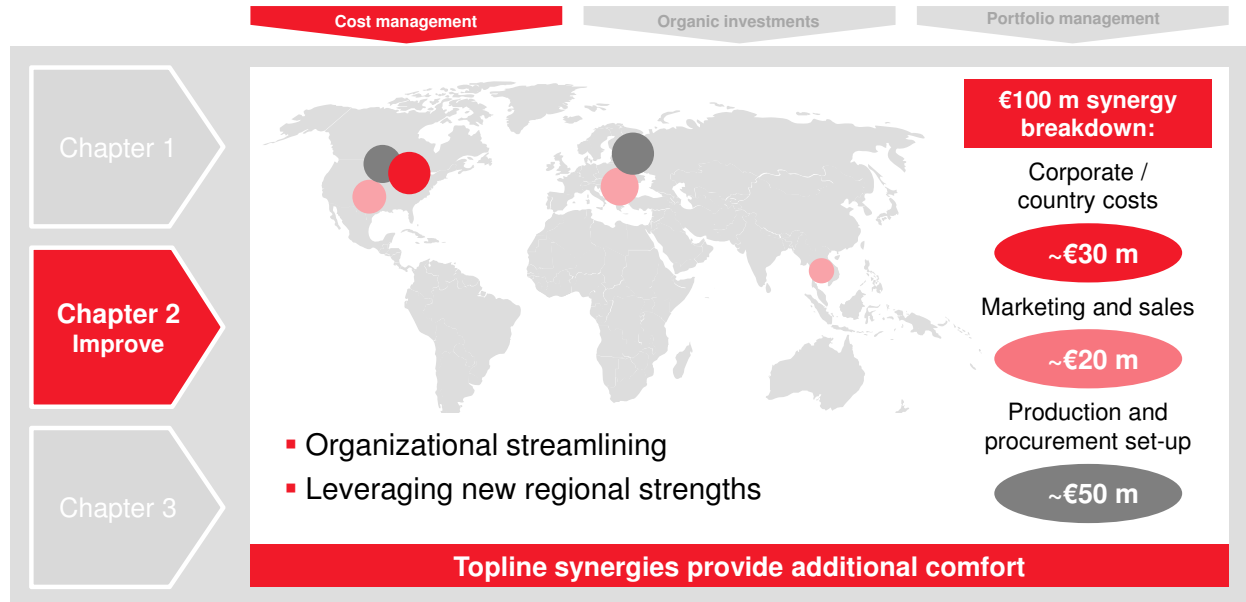 Cost management
Organic investments
Portfolio management
Chapter 1
Chapter 2
Improve
Chapter 3
€100 m synergy
breakdown:
Corporate /
country costs
~€30 m
Marketing and sales
~€20 m
Production and
procurement set-up
~€50 m
▪ Organizational streamlining
▪ Leveraging new regional strengths
Topline synergies provide additional comfort